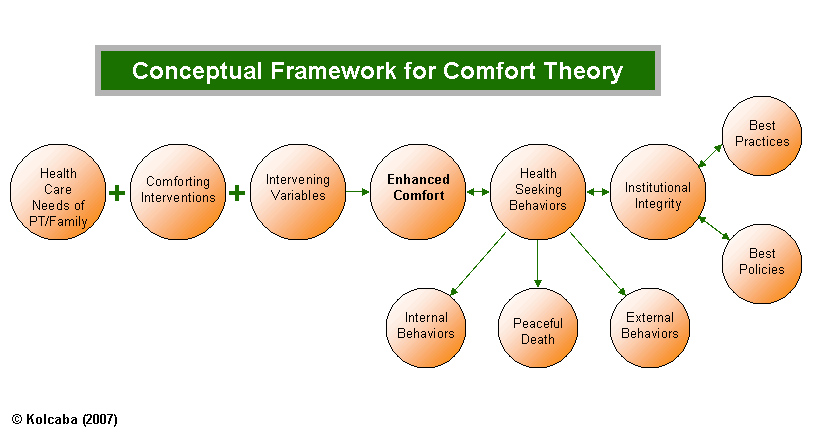 Conceptual Framework for Comfort Theory
Health
Care
Needs of
PT/Family
+
Comforting
Interventions
+
Intervening
Variables
Enhanced
Comfort
Health
Seeking
Behaviors
Institutional
Integrity
Best
Practices
Best
Policies
Internal
Behaviors
Peaceful
Death
External
Behaviors
© Kolcaba (2007)